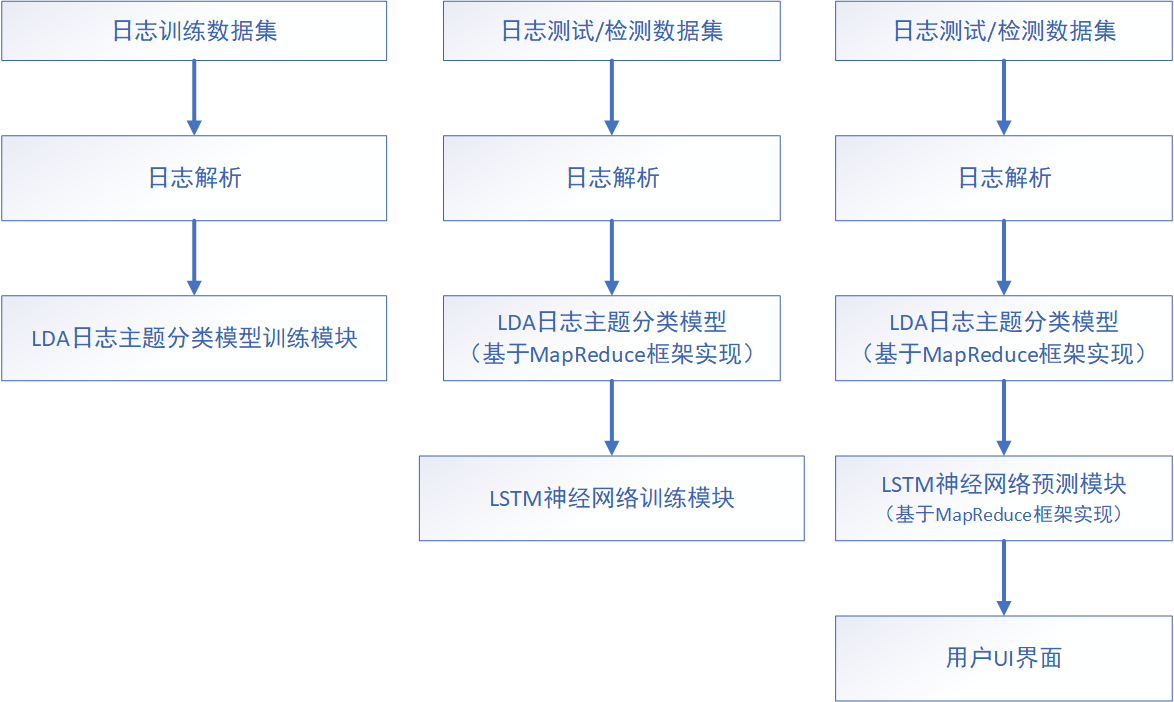 日志训练数据集
日志解析
LDA日志主题分类模型训练模块
日志测试/检测数据集
日志解析
LDA日志主题分类模型
（基于MapReduce框架实现）
LSTM神经网络训练模块
日志测试/检测数据集
日志解析
LDA日志主题分类模型
（基于MapReduce框架实现）
LSTM神经网络预测模块
（基于MapReduce框架实现）
用户UI界面